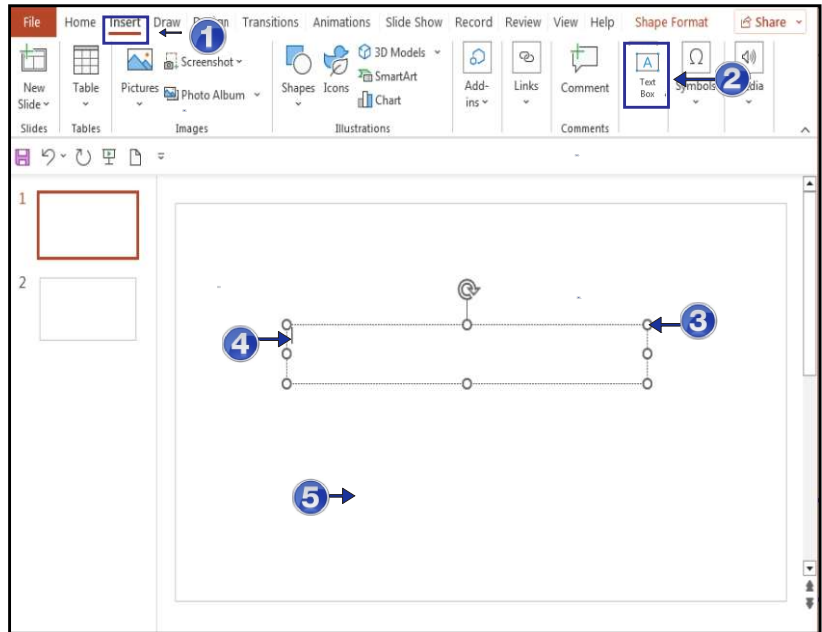 File Home Insert Draw Design Transitions Animations Slide Show Record Review View Help Shape Format Share
1
Screenshot
3D Models
SmartArt
2
New Slide
Table
Pictures
Photo Album
Shapes
Icons
Chart
Add-ins
Links
Comment
A
Text Box
Ω
Symbols
Slides Tables Images Illustrations Comments
1
2
3
4
5